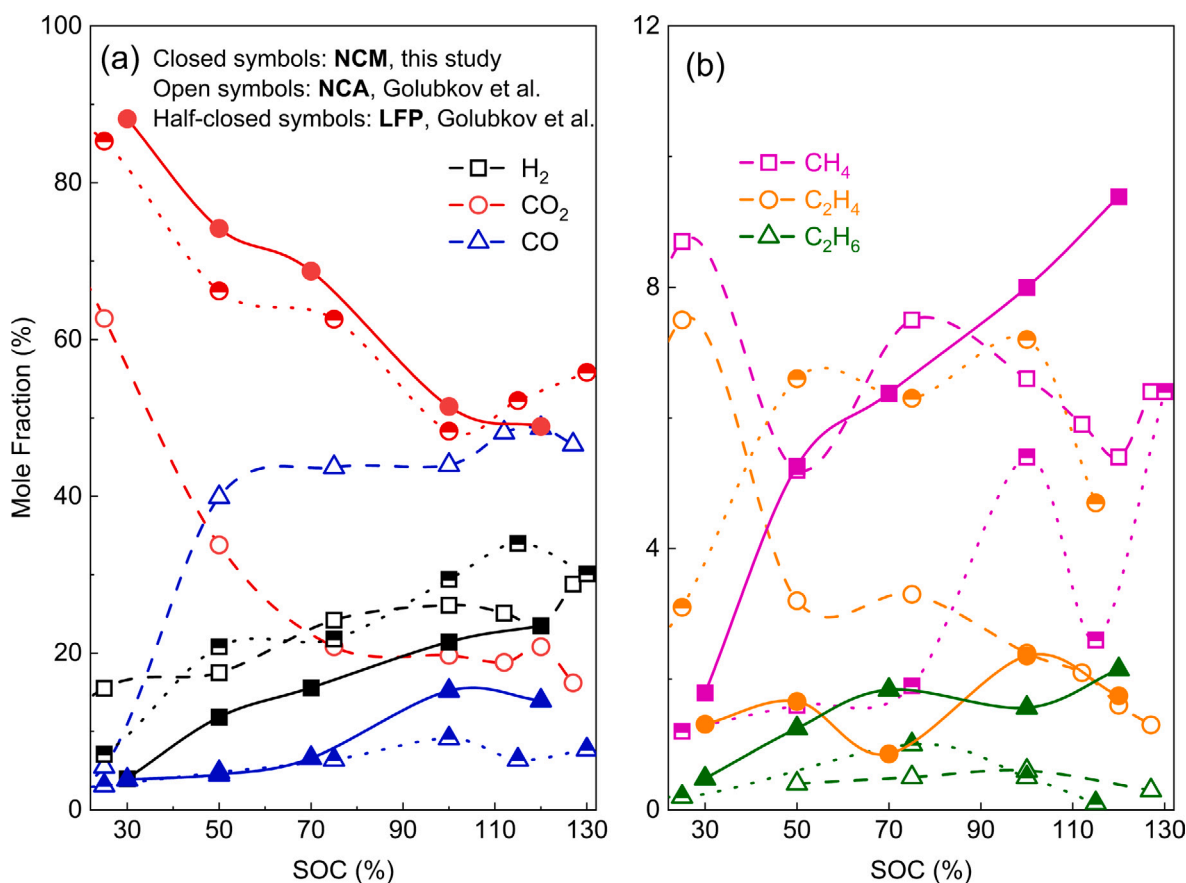 (a) Closed symbols: NCM, this study
Open symbols: NCA, Golubkov et al.
Half-closed symbols: LFP, Golubkov et al.
H₂
CO₂
CO
Mole Fraction (%)
100
80
60
40
20
0
30 50 70 90 110 130
SOC (%)
(b)
CH₄
C₂H₄
C₂H₆
12
8
4
0
30 50 70 90 110 130
SOC (%)